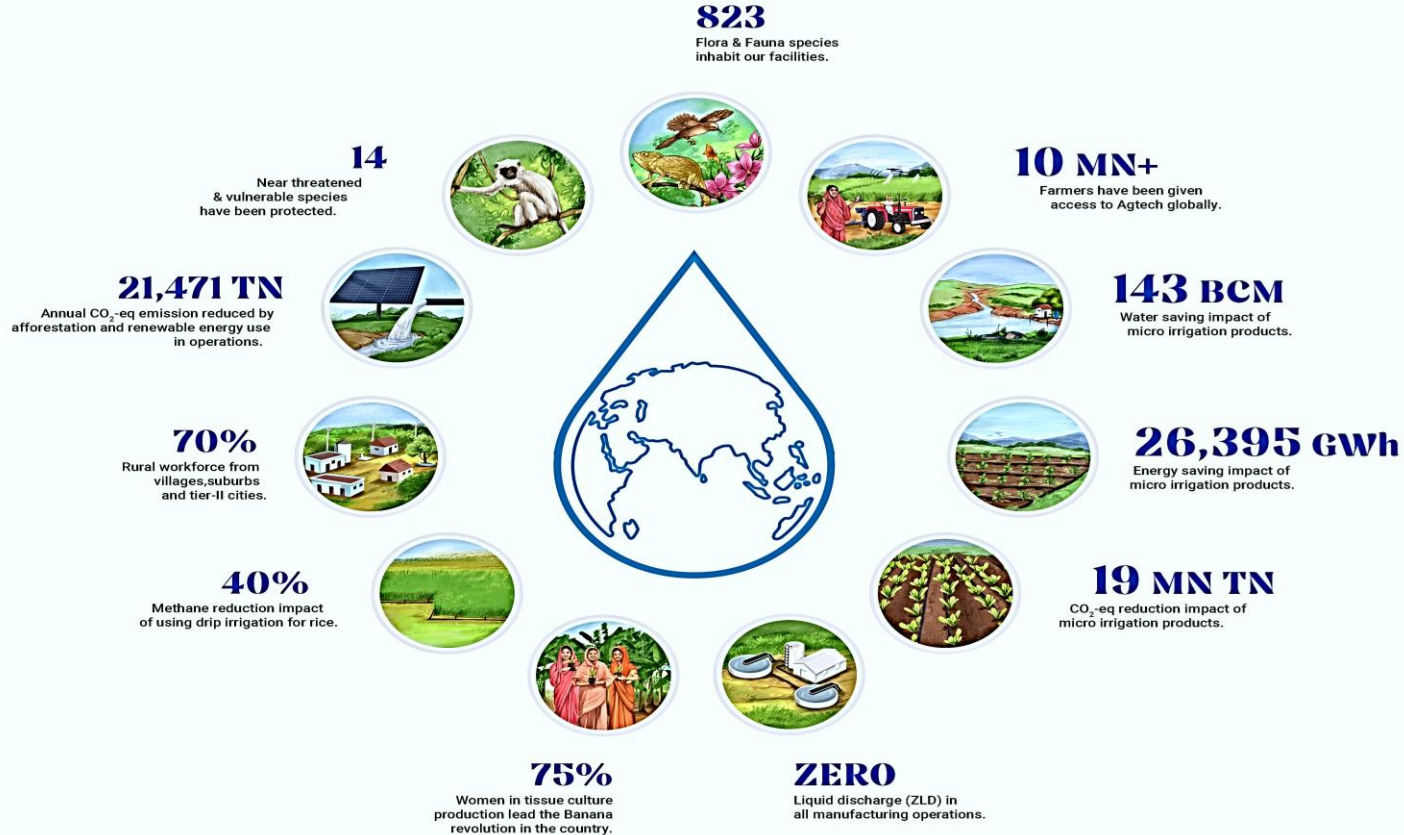 823
Flora & Fauna species
inhabit our facilities.
10 MN+
Farmers have been given
access to Agtech globally.
143 BCM
Water saving impact of
micro irrigation products.
26,395 GWh
Energy saving impact of
micro irrigation products.
19 MN TN
CO₂-eq reduction impact of
micro irrigation products.
ZERO
Liquid discharge (ZLD) in
all manufacturing operations.
75%
Women in tissue culture
production lead the Banana
revolution in the country.
40%
Methane reduction impact
of using drip irrigation for rice.
70%
Rural workforce from
villages,suburbs
and tier-II cities.
21,471 TN
Annual CO₂-eq emission reduced by
afforestation and renewable energy use
in operations.
14
Near threatened
& vulnerable species
have been protected.